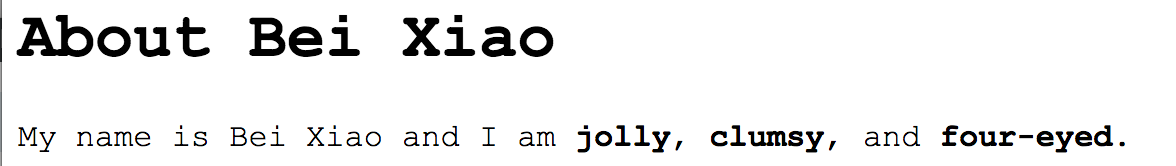 About Bei Xiao
My name is Bei Xiao and I am jolly, clumsy, and four-eyed.